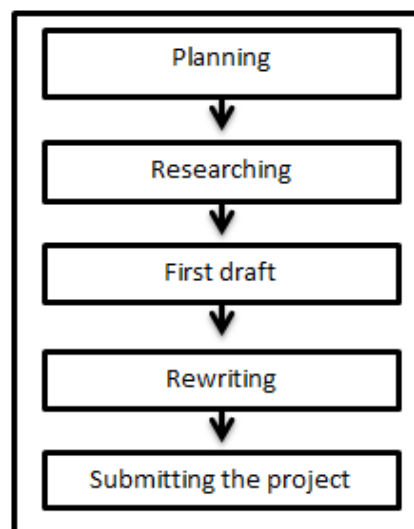 Planning
Researching
First draft
Rewriting
Submitting the project